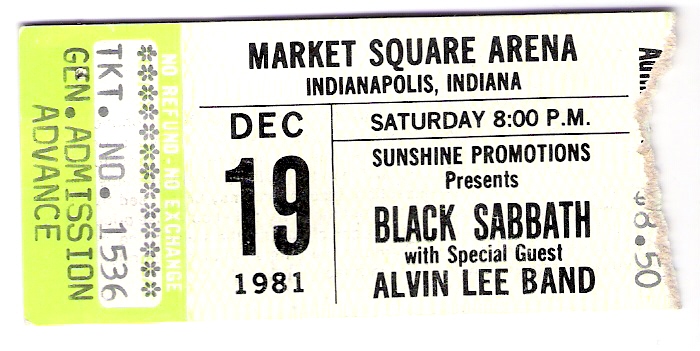 MARKET SQUARE ARENA
INDIANAPOLIS, INDIANA
DEC
19
1981
SATURDAY 8:00 P.M.
SUNSHINE PROMOTIONS
Presents
BLACK SABBATH
with Special Guest
ALVIN LEE BAND
NO REFUND - NO EXCHANGE
TKT. NO. 1536
GEN. ADMISSION
ADVANCE
8.50